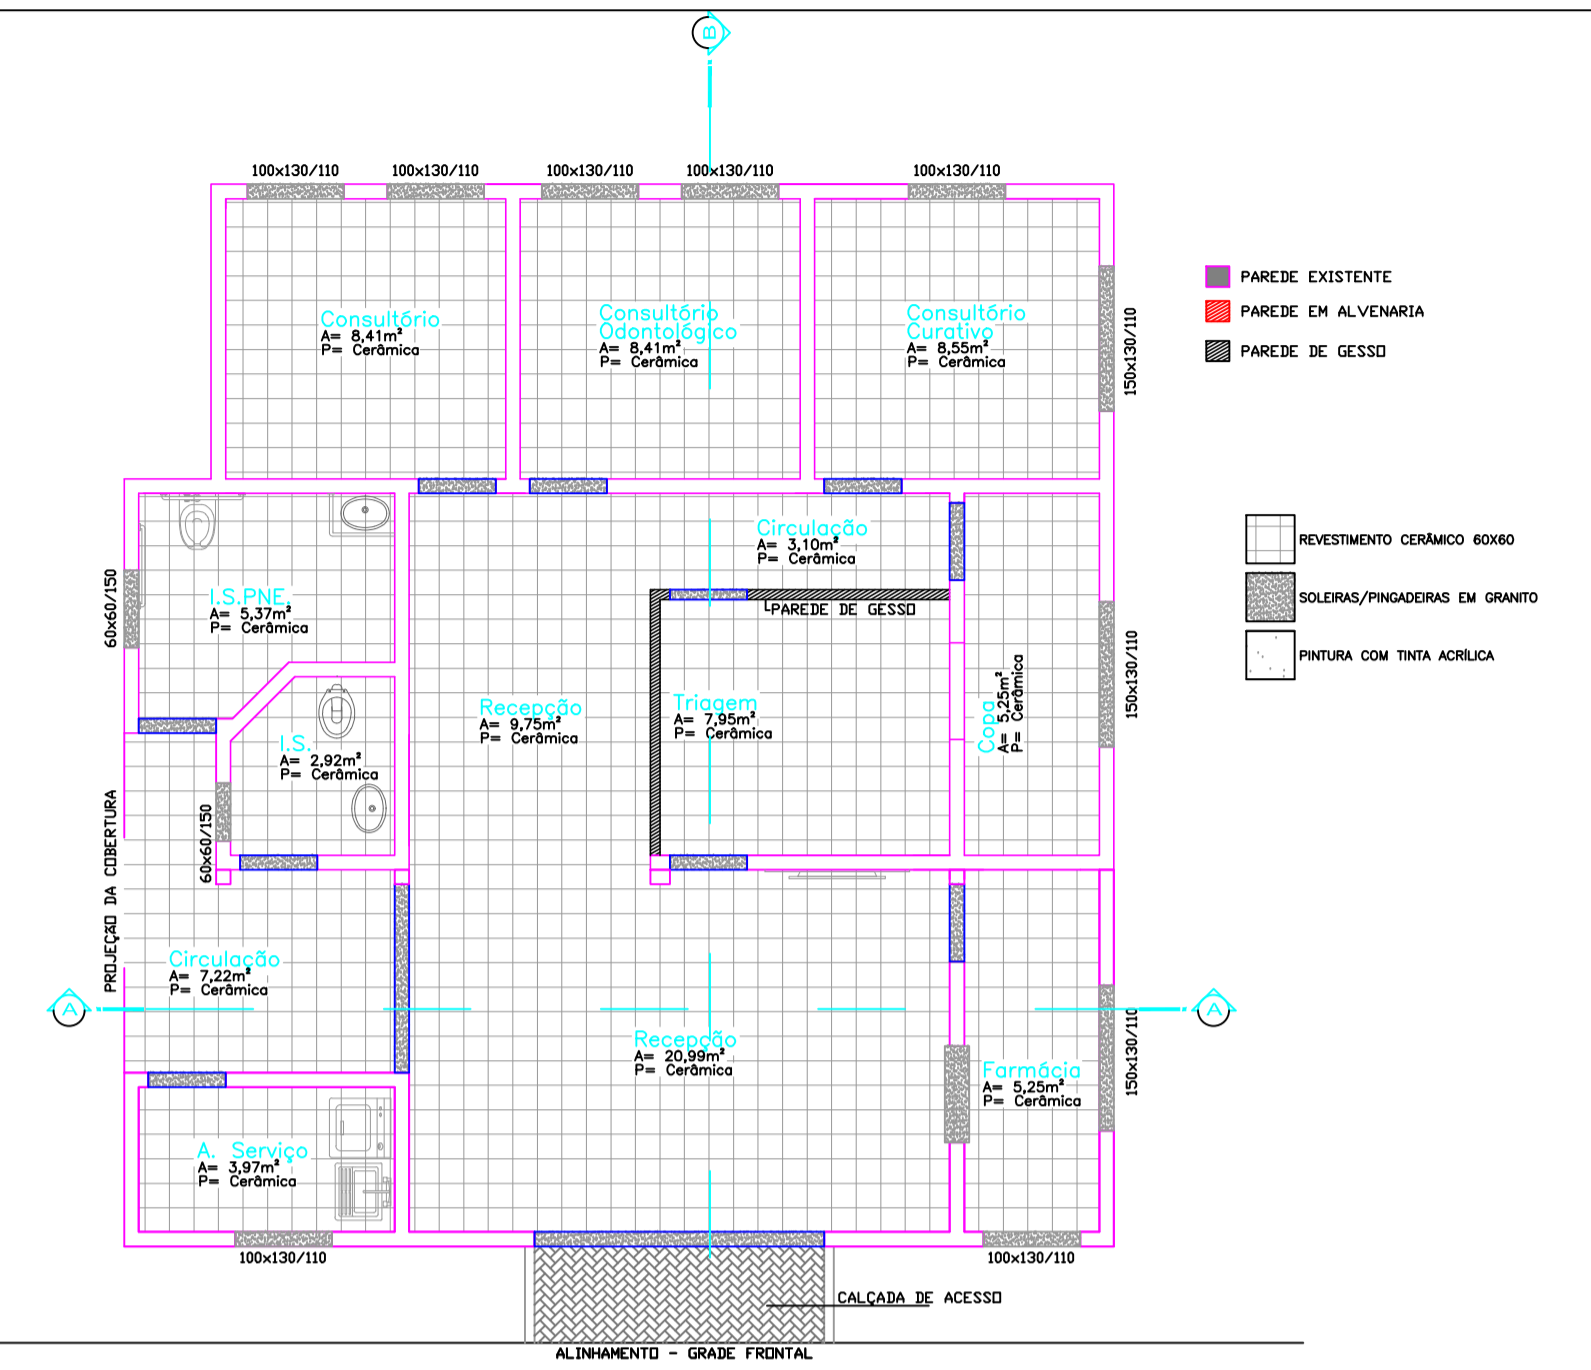 B
100x130/110
100x130/110
100x130/110
100x130/110
100x130/110
Consultório
A= 8,41m²
P= Cerâmica
Consultório
Odontológico
A= 8,41m²
P= Cerâmica
Consultório
Curativo
A= 8,55m²
P= Cerâmica
150x130/110
PAREDE EXISTENTE
PAREDE EM ALVENARIA
PAREDE DE GESSO
Circulação
A= 3,10m²
P= Cerâmica
PAREDE DE GESSO
REVESTIMENTO CERÂMICO 60X60
SOLEIRAS/PINGADEIRAS EM GRANITO
PINTURA COM TINTA ACRÍLICA
60x60/150
I.S.PNE.
A= 5,37m²
P= Cerâmica
Recepção
A= 9,75m²
P= Cerâmica
Triagem
A= 7,95m²
P= Cerâmica
Copa
A= 5,25m²
P= Cerâmica
150x130/110
I.S.
A= 2,92m²
P= Cerâmica
60x60/150
PROJEÇÃO DA COBERTURA
Circulação
A= 7,22m²
P= Cerâmica
A
A
Recepção
A= 20,99m²
P= Cerâmica
Farmácia
A= 5,25m²
P= Cerâmica
150x130/110
A. Serviço
A= 3,97m²
P= Cerâmica
100x130/110
100x130/110
CALÇADA DE ACESSO
ALINHAMENTO - GRADE FRONTAL